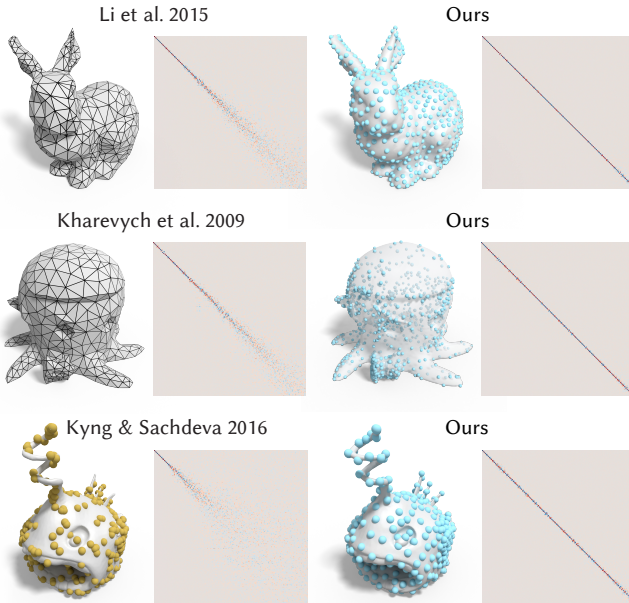 Li et al. 2015
Ours
Kharevych et al. 2009
Ours
Kyng & Sachdeva 2016
Ours